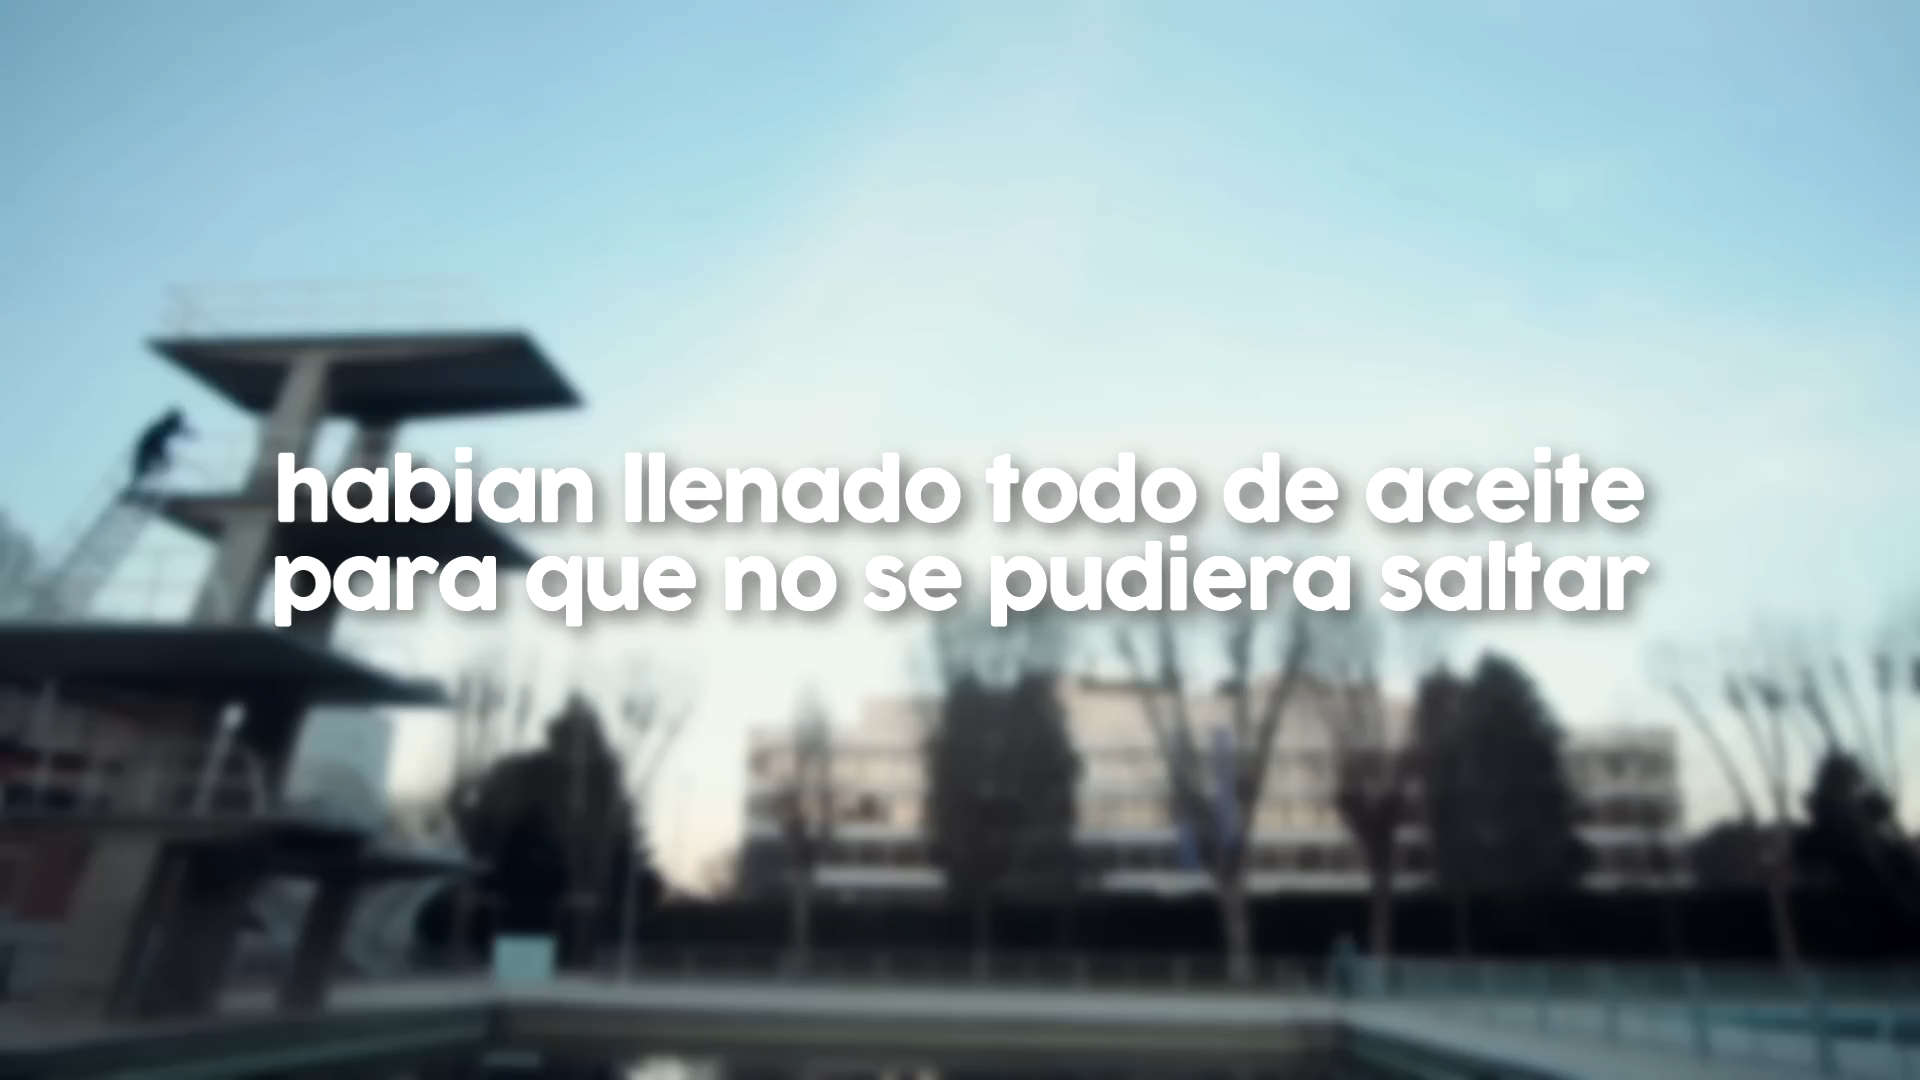 habian llenado todo de aceite
para que no se pudiera saltar